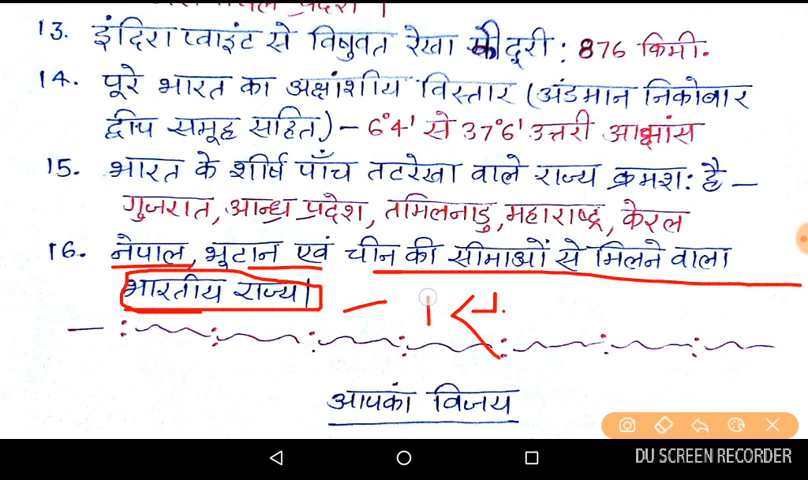 13. इंदिरा प्वाइंट से विषुवत रेखा की दूरी : 876 किमी.
14. पूरे भारत का अक्षांशीय विस्तार (अंडमान निकोबार
द्वीप समूह सहित) – 6°4' से 37°6' उत्तरी आक्षांस
15. भारत के शीर्ष पाँच तटरेखा वाले राज्य क्रमश: है –
गुजरात, आन्ध्र प्रदेश, तमिलनाडु, महाराष्ट्र, केरल
16. नेपाल, भुटान एवं चीन की सीमाओं से मिलने वाला
भारतीय राज्य।
आपका विजय
DU SCREEN RECORDER